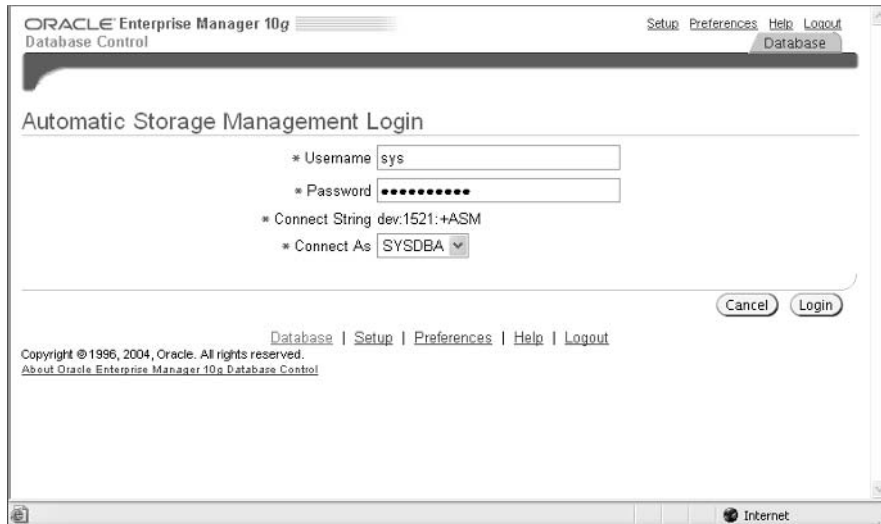 ORACLE Enterprise Manager 10g
Database Control
Setup Preferences Help Logout
Database
Automatic Storage Management Login
* Username sys
* Password ••••••••••
* Connect String dev:1521:+ASM
* Connect As SYSDBA
Cancel Login
Database | Setup | Preferences | Help | Logout
Copyright © 1996, 2004, Oracle. All rights reserved.
About Oracle Enterprise Manager 10g Database Control
Internet